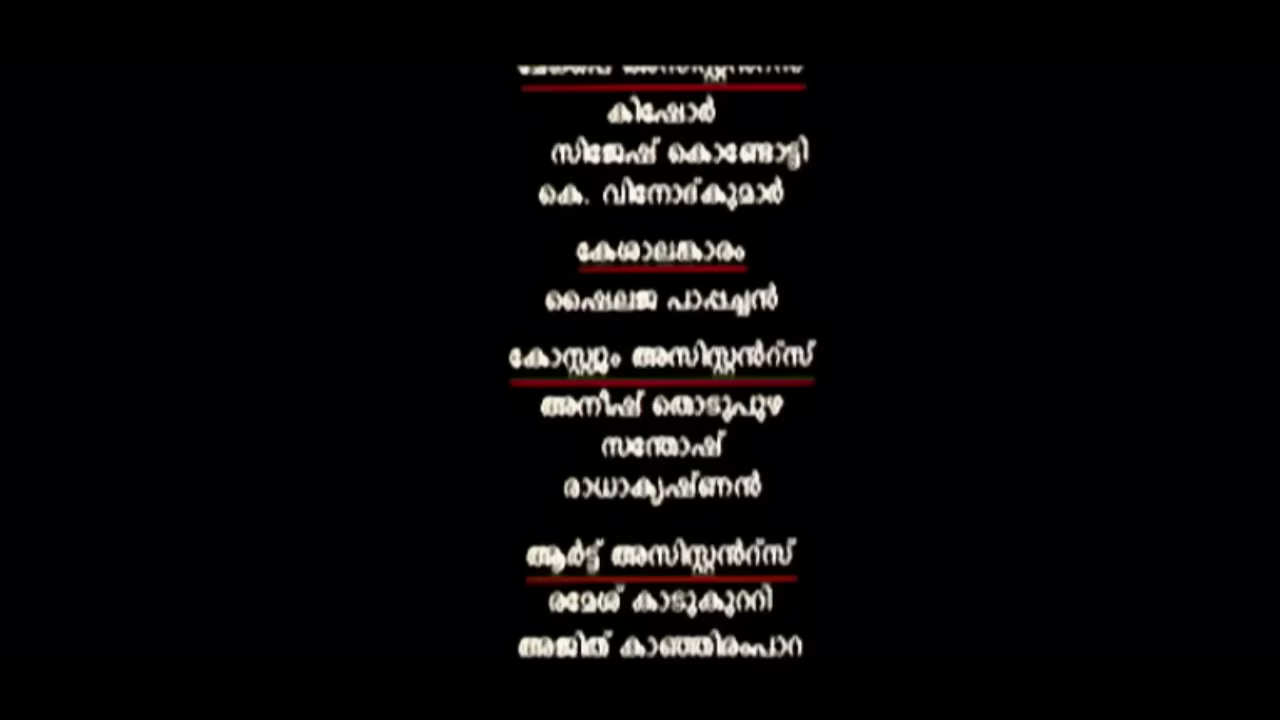 കിഷോർ
സിജേഷ് കൊണ്ടോട്ടി
കെ. വിനോദ്കുമാർ
കേശാലങ്കാരം
ഷൈലജ പാപ്പച്ചൻ
കോസ്റ്റ്യും അസിസ്റ്റൻറ്സ്
അനീഷ് തൊടുപുഴ
സന്തോഷ്
രാധാകൃഷ്ണൻ
ആർട്ട് അസിസ്റ്റൻറ്സ്
രമേശ് കാടുകുററി
അജിത് കാഞ്ഞിരംപാറ